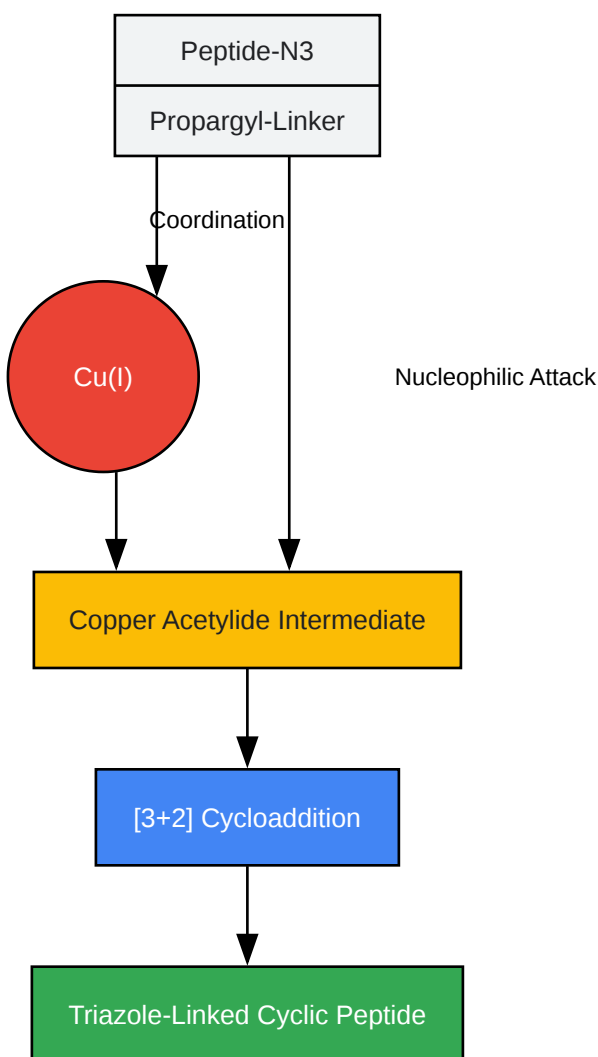 Peptide-N3
Propargyl-Linker
Coordination
Cu(I)
Nucleophilic Attack
Copper Acetylide Intermediate
[3+2] Cycloaddition
Triazole-Linked Cyclic Peptide